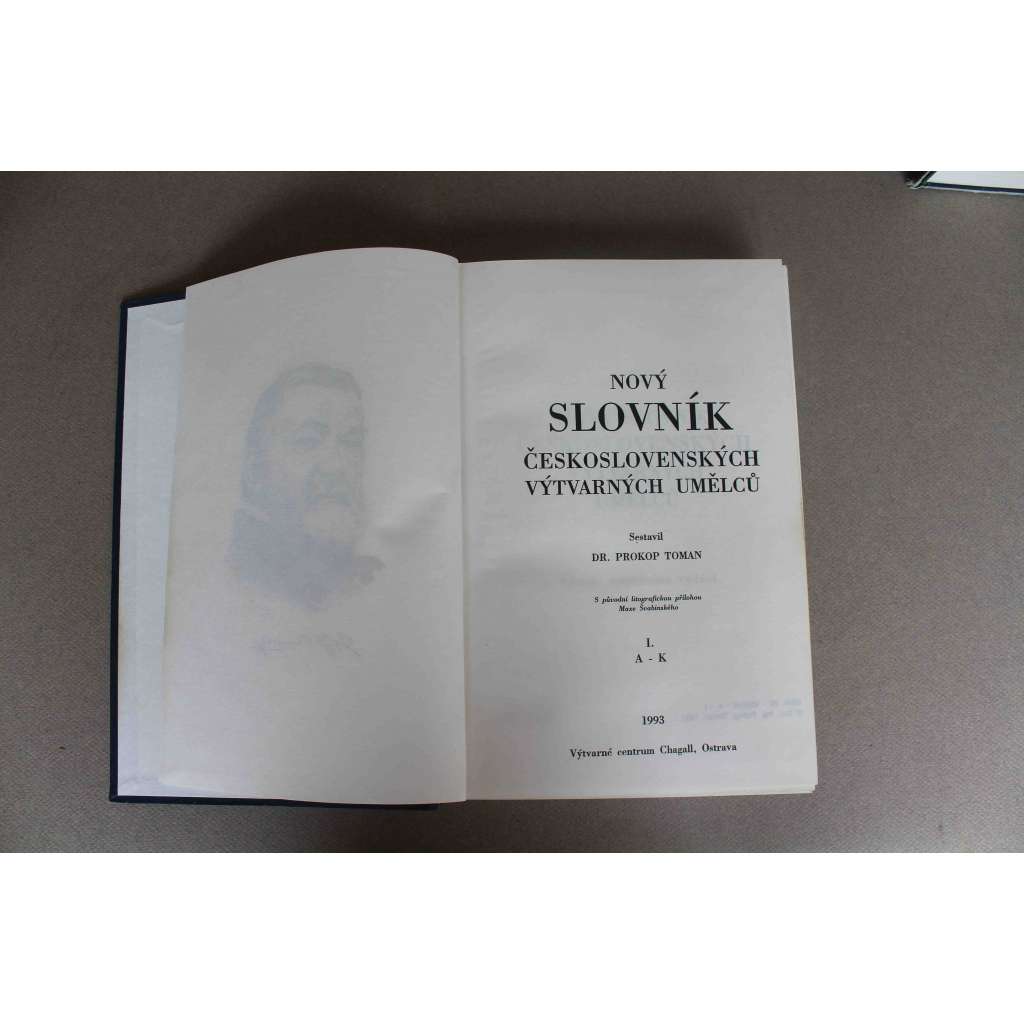 NOVÝ
SLOVNÍK
ČESKOSLOVENSKÝCH
VÝTVARNÝCH UMĚLCŮ
Sestavil
DR. PROKOP TOMAN
S původní litografickou přílohou
Maxe Švabinského
I.
A - K
1993
Výtvarné centrum Chagall, Ostrava